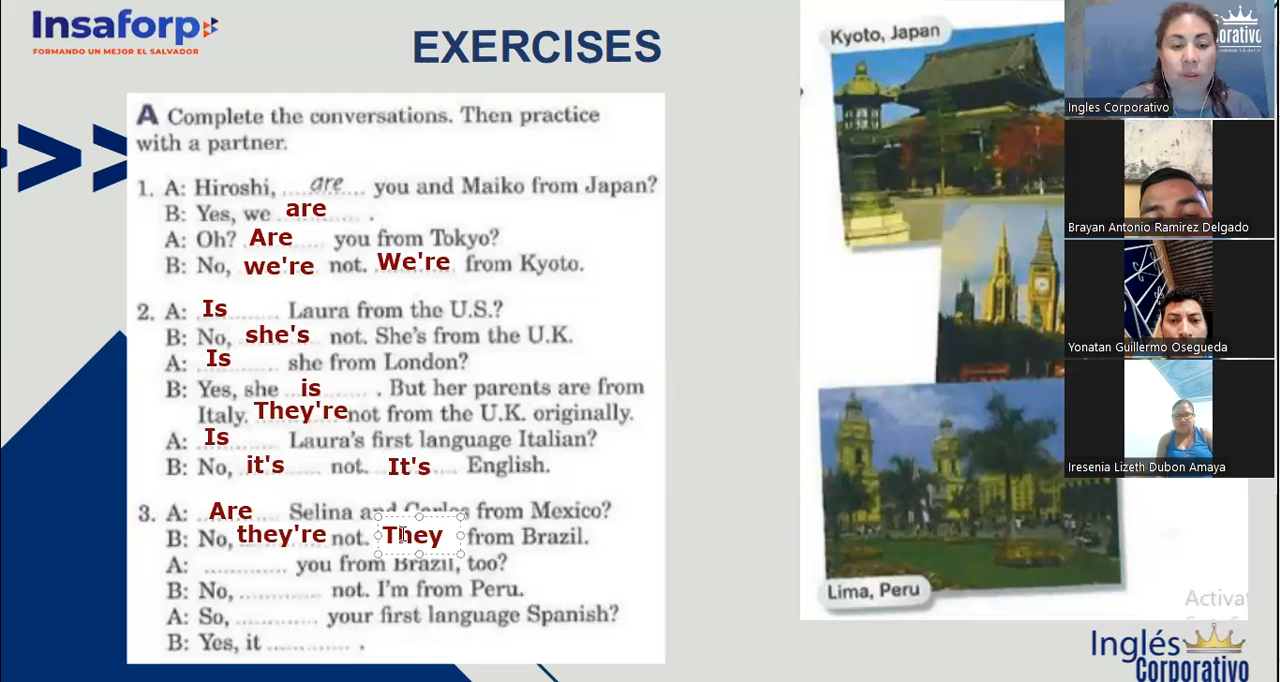 Insaforp
FORMANDO UN MEJOR EL SALVADOR
EXERCISES
A Complete the conversations. Then practice
with a partner.
1. A: Hiroshi, are you and Maiko from Japan?
B: Yes, we are .
A: Oh? Are you from Tokyo?
B: No, we're not. We're from Kyoto.
2. A: Is Laura from the U.S.?
B: No, she's not. She's from the U.K.
A: Is she from London?
B: Yes, she is . But her parents are from
Italy. They're not from the U.K. originally.
A: Is Laura's first language Italian?
B: No, it's not. It's English.
3. A: Are Selina and Carlos from Mexico?
B: No, they're not. They from Brazil.
A: ............ you from Brazil, too?
B: No, ............ not. I'm from Peru.
A: So, ............ your first language Spanish?
B: Yes, it ............ .
Kyoto, Japan
Lima, Peru
Ingles Corporativo
Brayan Antonio Ramirez Delgado
Yonatan Guillermo Osegueda
Iresenia Lizeth Dubon Amaya
Inglés
Corporativo